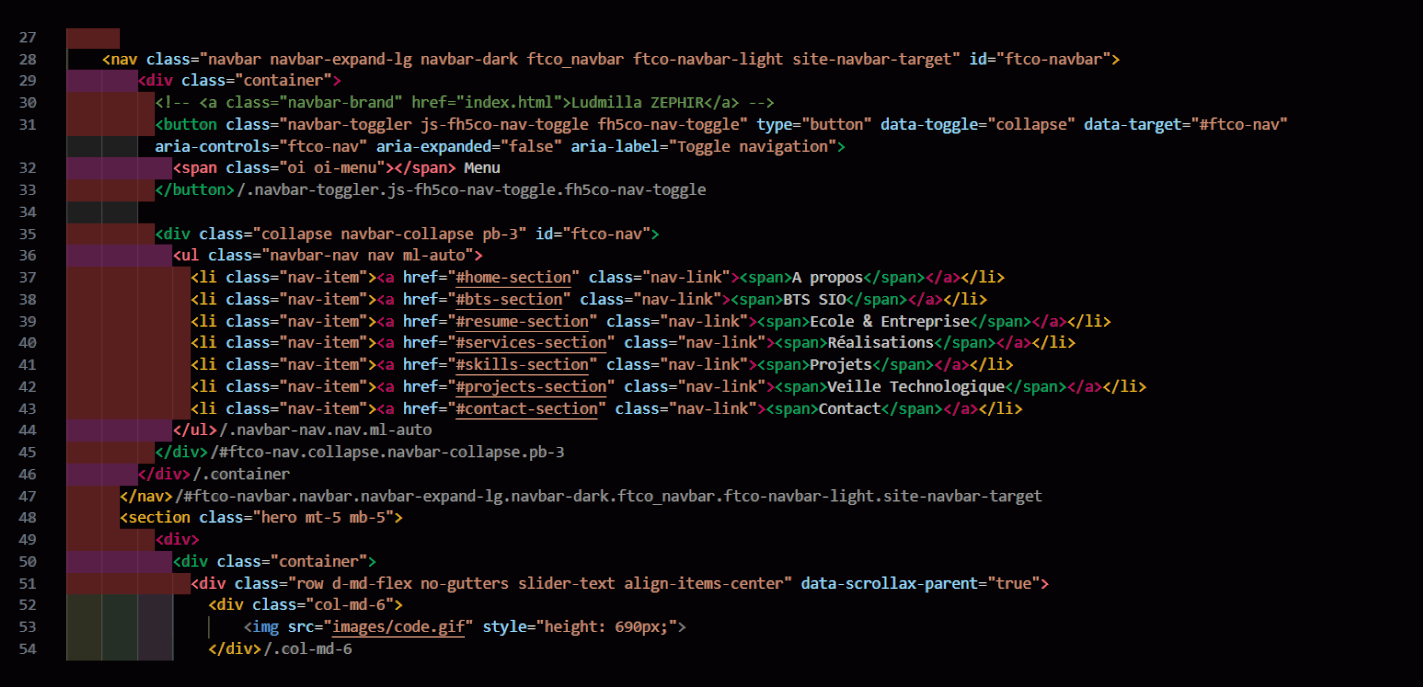 27
28 <nav class="navbar navbar-expand-lg navbar-dark ftco_navbar ftco-navbar-light site-navbar-target" id="ftco-navbar">
29 <div class="container">
30 <!-- <a class="navbar-brand" href="index.html">Ludmilla ZEPHIR</a> -->
31 <button class="navbar-toggler js-fh5co-nav-toggle fh5co-nav-toggle" type="button" data-toggle="collapse" data-target="#ftco-nav"
aria-controls="ftco-nav" aria-expanded="false" aria-label="Toggle navigation">
32 <span class="oi oi-menu"></span> Menu
33 </button>/.navbar-toggler.js-fh5co-nav-toggle.fh5co-nav-toggle
34
35 <div class="collapse navbar-collapse pb-3" id="ftco-nav">
36 <ul class="navbar-nav nav ml-auto">
37 <li class="nav-item"><a href="#home-section" class="nav-link"><span>A propos</span></a></li>
38 <li class="nav-item"><a href="#bts-section" class="nav-link"><span>BTS SIO</span></a></li>
39 <li class="nav-item"><a href="#resume-section" class="nav-link"><span>Ecole & Entreprise</span></a></li>
40 <li class="nav-item"><a href="#services-section" class="nav-link"><span>Réalisations</span></a></li>
41 <li class="nav-item"><a href="#skills-section" class="nav-link"><span>Projets</span></a></li>
42 <li class="nav-item"><a href="#projects-section" class="nav-link"><span>Veille Technologique</span></a></li>
43 <li class="nav-item"><a href="#contact-section" class="nav-link"><span>Contact</span></a></li>
44 </ul>/.navbar-nav.nav.ml-auto
45 </div>/#ftco-nav.collapse.navbar-collapse.pb-3
46 </div>/.container
47 </nav>/#ftco-navbar.navbar.navbar-expand-lg.navbar-dark.ftco_navbar.ftco-navbar-light.site-navbar-target
48 <section class="hero mt-5 mb-5">
49 <div>
50 <div class="container">
51 <div class="row d-md-flex no-gutters slider-text align-items-center" data-scrollax-parent="true">
52 <div class="col-md-6">
53 <img src="images/code.gif" style="height: 690px;">
54 </div>/.col-md-6